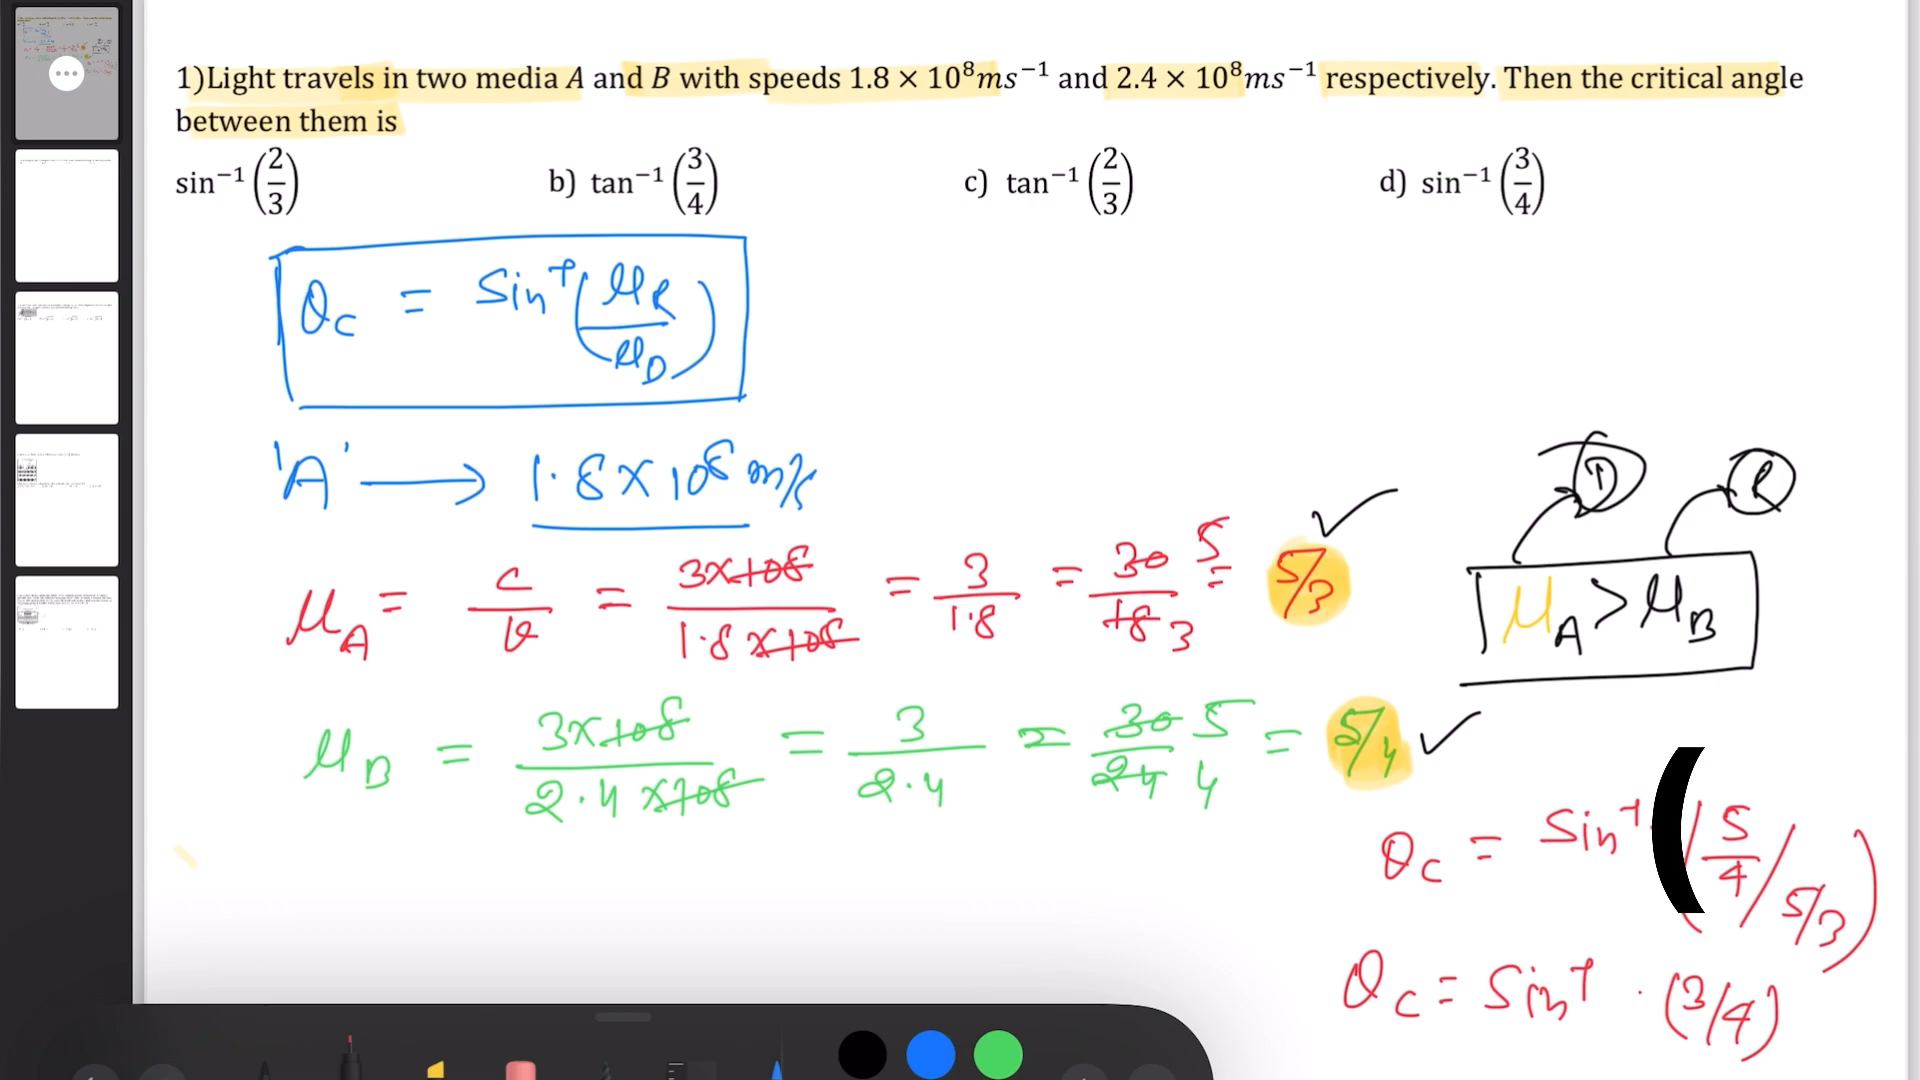 1)Light travels in two media A and B with speeds 1.8 × 10⁸ms⁻¹ and 2.4 × 10⁸ms⁻¹ respectively. Then the critical angle
between them is
sin⁻¹(2/3) b) tan⁻¹(3/4) c) tan⁻¹(2/3) d) sin⁻¹(3/4)
θc = Sin⁻¹(μR/μD)
'A' → 1.8×10⁸ m/s
D R
μA = c/v = 3×10⁸/1.8×10⁸ = 3/1.8 = 30/18 5/3 = 5/3 ✓
μA > μB
μB = 3×10⁸/2.4×10⁸ = 3/2.4 = 30/24 5/4 = 5/4 ✓
θc = Sin⁻¹(5/4/5/3)
θc = Sin⁻¹ · (3/4)